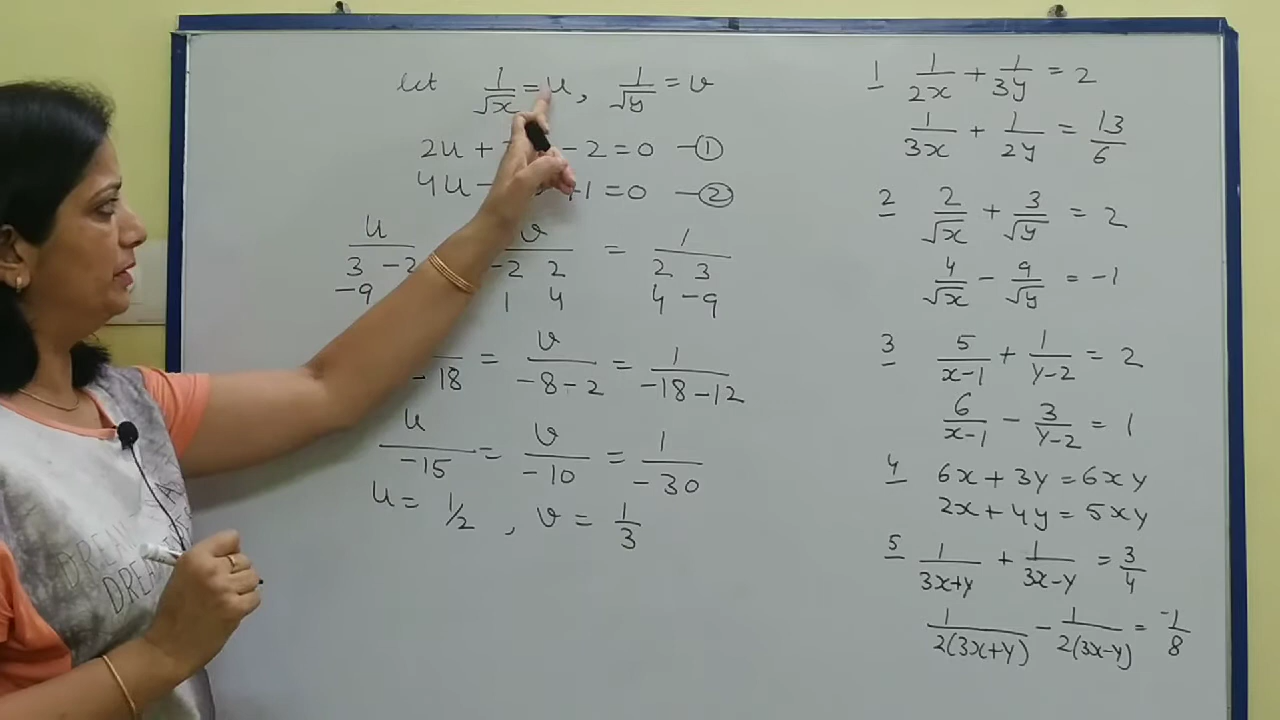 let 1/√x = u, 1/√y = v
2u + - 2 = 0 - ①
4u - +1 = 0 - ②
u v = 1
3 -2 -2 2 2 3
-9 1 4 4 -9
-18 = v/(-8-2) = 1/(-18-12)
u/-15 = v/-10 = 1/-30
u = 1/2 , v = 1/3
1 1/2x + 1/3y = 2
1/3x + 1/2y = 13/6
2 2/√x + 3/√y = 2
4/√x - 9/√y = -1
3 5/(x-1) + 1/(y-2) = 2
6/(x-1) - 3/(y-2) = 1
4 6x + 3y = 6xy
2x + 4y = 5xy
5 1/(3x+y) + 1/(3x-y) = 3/4
1/2(3x+y) - 1/2(3x-y) = -1/8
DREAM
DREAM